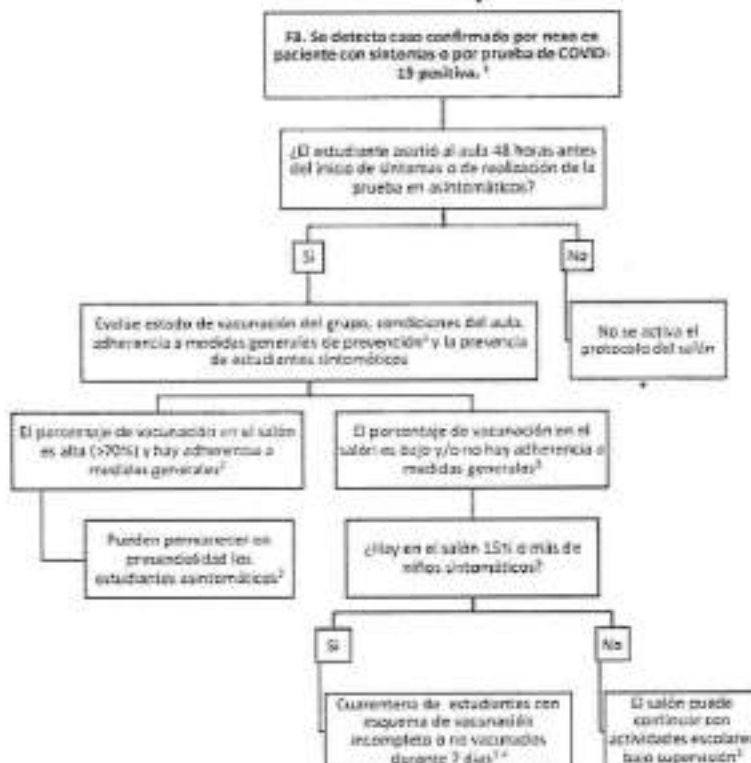 F3. Se detecta caso confirmado por nexo en
paciente con síntomas o por prueba de COVID-
19 positiva.
¿El estudiante asistió al aula 48 horas antes
del inicio de síntomas o de realización de la
prueba en asintomáticos?
Si
No
Evalúe estado de vacunación del grupo, condiciones del aula,
adherencia a medidas generales de prevención y la presencia
de estudiantes sintomáticos
No se activa el
protocolo del salón
El porcentaje de vacunación en el salón
es alta (>70%) y hay adherencia a
medidas generales
El porcentaje de vacunación en el
salón es bajo y/o no hay adherencia a
medidas generales
Pueden permanecer en
presencialidad los
estudiantes asintomáticos
¿Hay en el salón 15% o más de
niños sintomáticos?
Si
No
Cuarentena de estudiantes con
esquema de vacunación
incompleto o no vacunados
durante 7 días
El salón puede
continuar con
actividades escolares
bajo supervisión